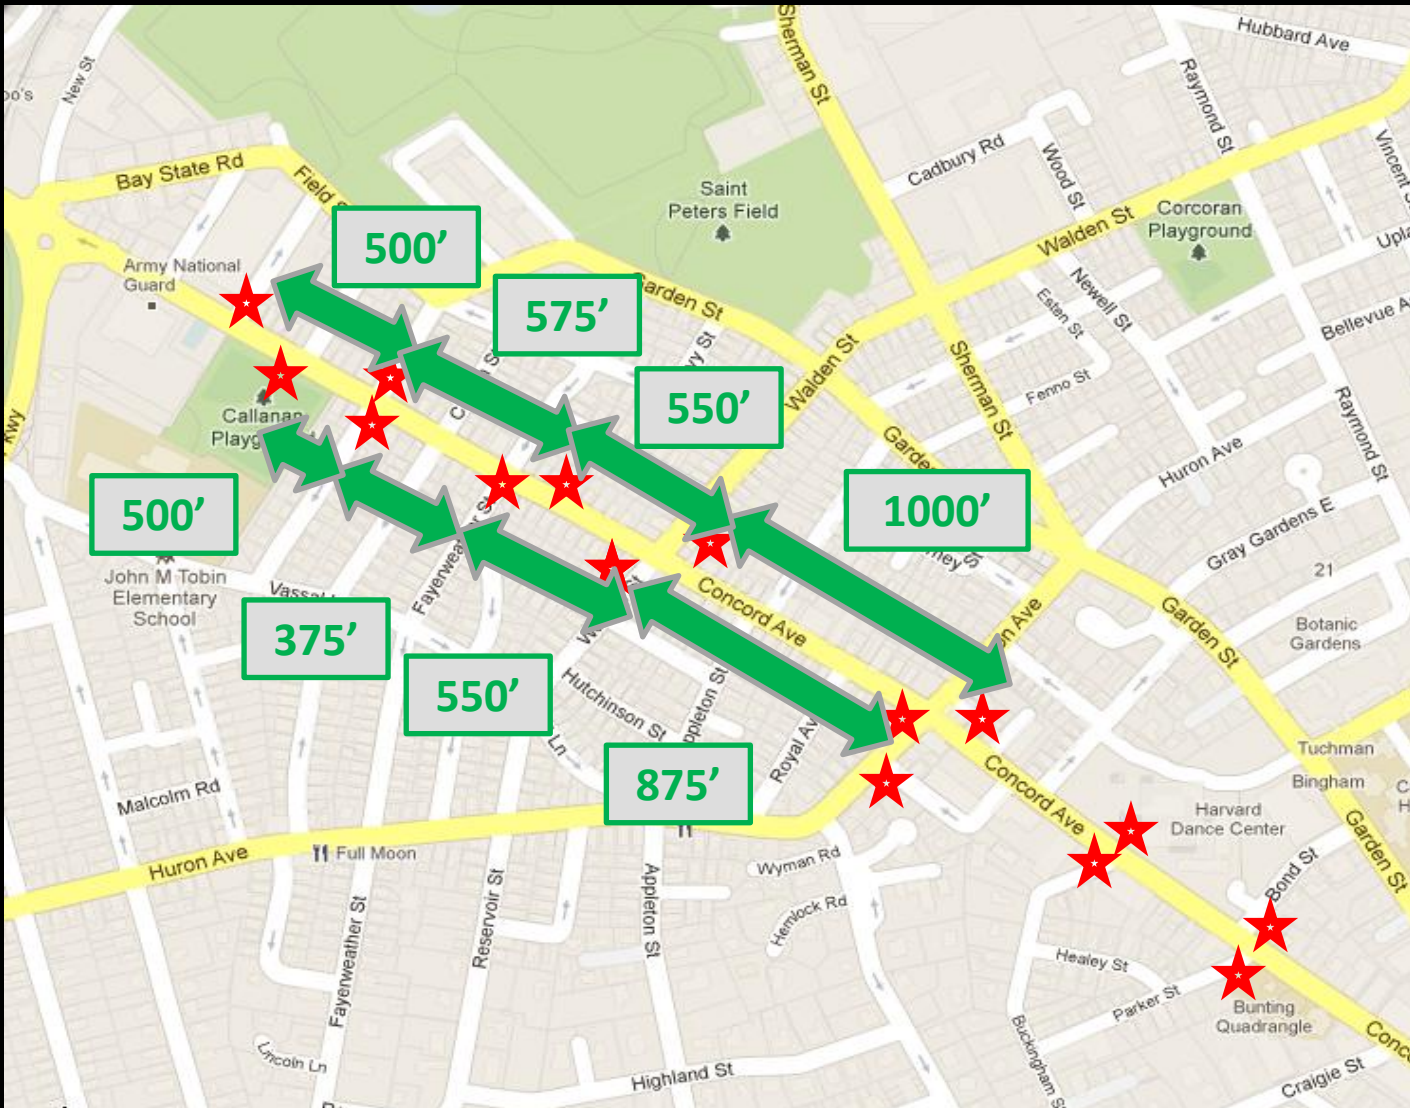 Hubbard Ave
Sherman St
New St
Raymond St
Vincent
Bay State Rd
Cadbury Rd
Wood St
Field
Saint
Peters Field
Corcoran
Playground
Walden St
500’
Army National
Guard
Newell St
Esten St
Garden St
575’
Bellevue A
Walden St
Sherman St
Fenno St
550’
Raymond St
Callanan
Huron Ave
Garde
500’
1000’
Gray Gardens E
John M Tobin
Elementary
School
Vassal
Fayerweather St
21
Concord Ave
Garden St
Botanic
Gardens
375’
550’
Hutchinson St
Appleton St
Royal Av
Ln
Tuchman
Bingham
875’
Concord Ave
Malcolm Rd
Harvard
Dance Center
Garden St
Huron Ave
Full Moon
Wyman Rd
Bond St
Appleton St
Reservoir St
Hemlock Rd
Fayerweather St
Healey St
Parker St
Bunting
Quadrangle
Buckingham St
Lincoln Ln
Highland St
Craigie St
Conc